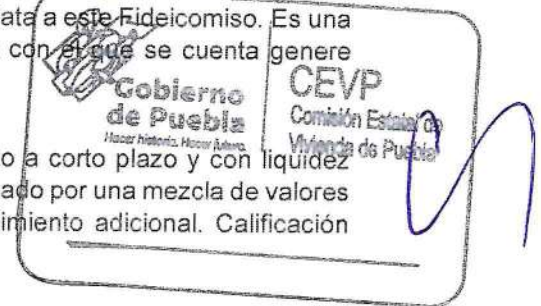 ata a este Fideicomiso. Es una
con el que se cuenta genere
Gobierno
de Puebla
Hacer historia. Hacer futuro.
CEVP
Comisión Estatal de
Vivienda de Puebla
o a corto plazo y con liquidez
ado por una mezcla de valores
imiento adicional. Calificación